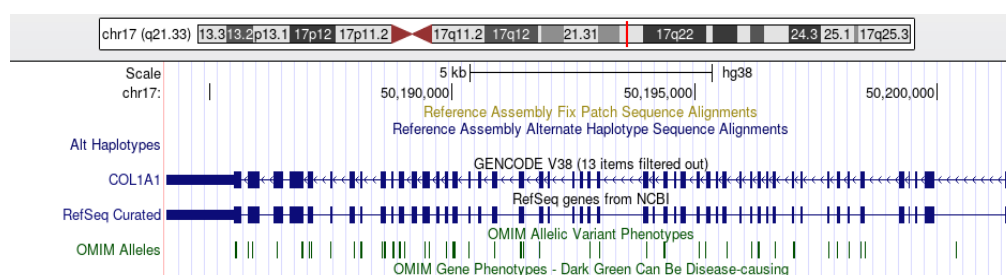 chr17 (q21.33) 13.3 13.2 p13.1 17p12 17p11.2 17q11.2 17q12 21.31 17q22 24.3 25.1 17q25.3
Scale 5 kb hg38
chr17: 50,190,000 50,195,000 50,200,000
Reference Assembly Fix Patch Sequence Alignments
Reference Assembly Alternate Haplotype Sequence Alignments
Alt Haplotypes
GENCODE V38 (13 items filtered out)
COL1A1
RefSeq genes from NCBI
RefSeq Curated
OMIM Allelic Variant Phenotypes
OMIM Alleles
OMIM Gene Phenotypes - Dark Green Can Be Disease-causing